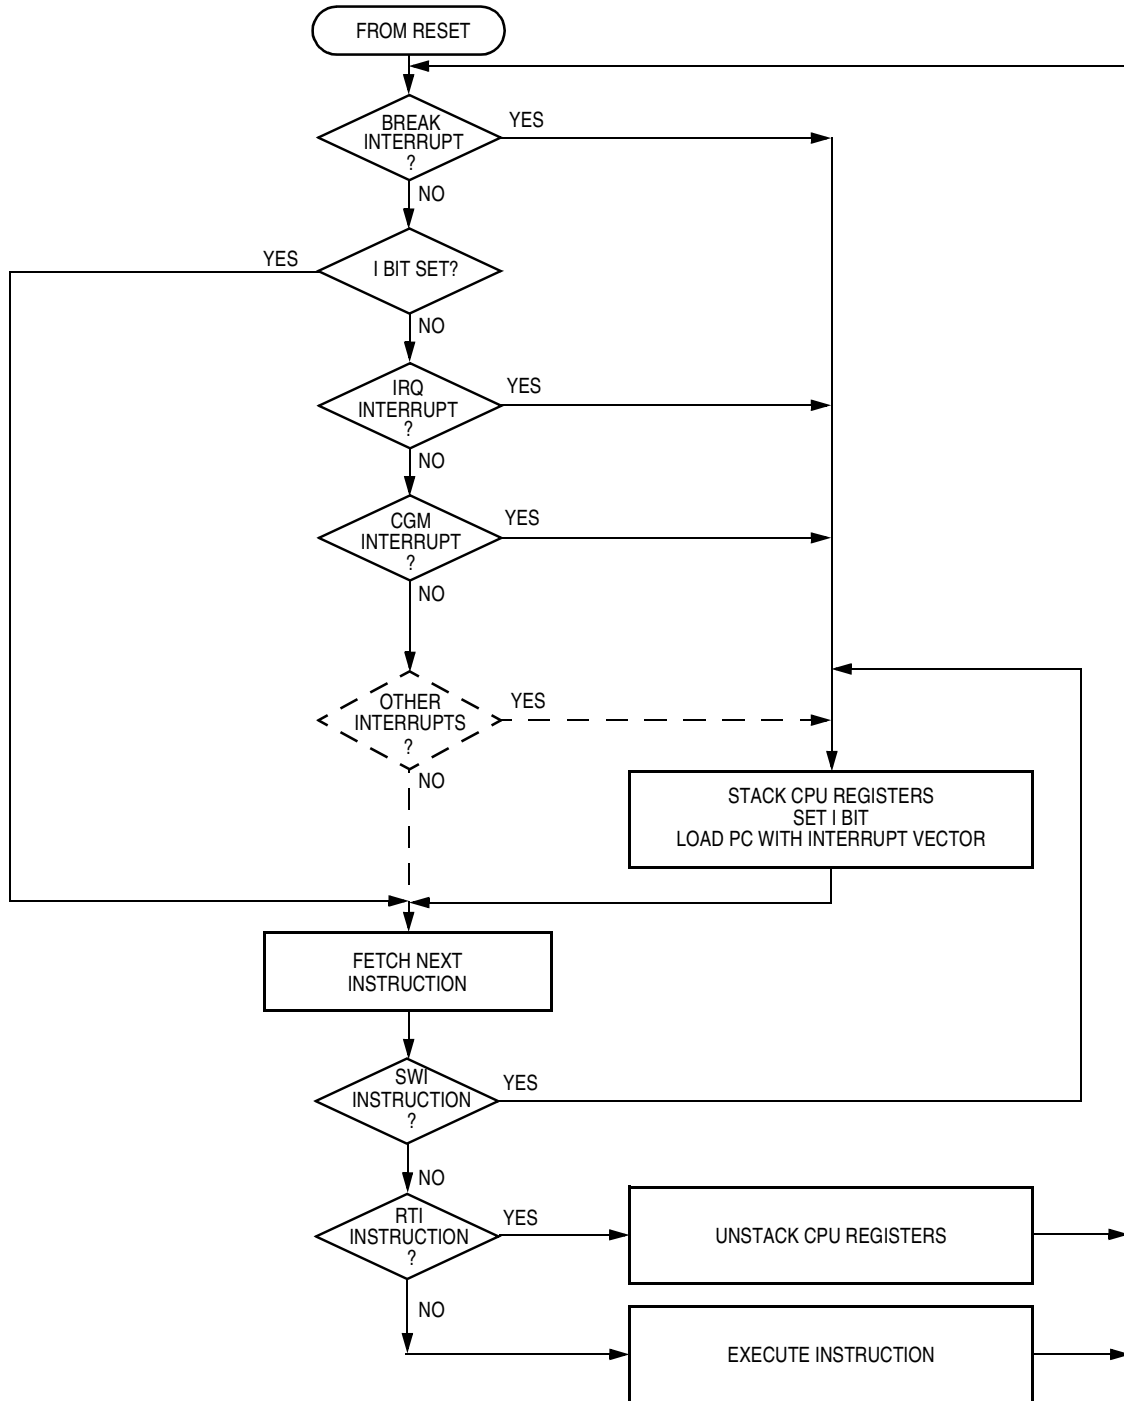 FROM RESET
BREAK
INTERRUPT
?
YES
NO
I BIT SET?
YES
NO
IRQ
INTERRUPT
?
YES
NO
CGM
INTERRUPT
?
YES
NO
OTHER
INTERRUPTS
?
YES
NO
STACK CPU REGISTERS
SET I BIT
LOAD PC WITH INTERRUPT VECTOR
FETCH NEXT
INSTRUCTION
SWI
INSTRUCTION
?
YES
NO
RTI
INSTRUCTION
?
YES
UNSTACK CPU REGISTERS
NO
EXECUTE INSTRUCTION